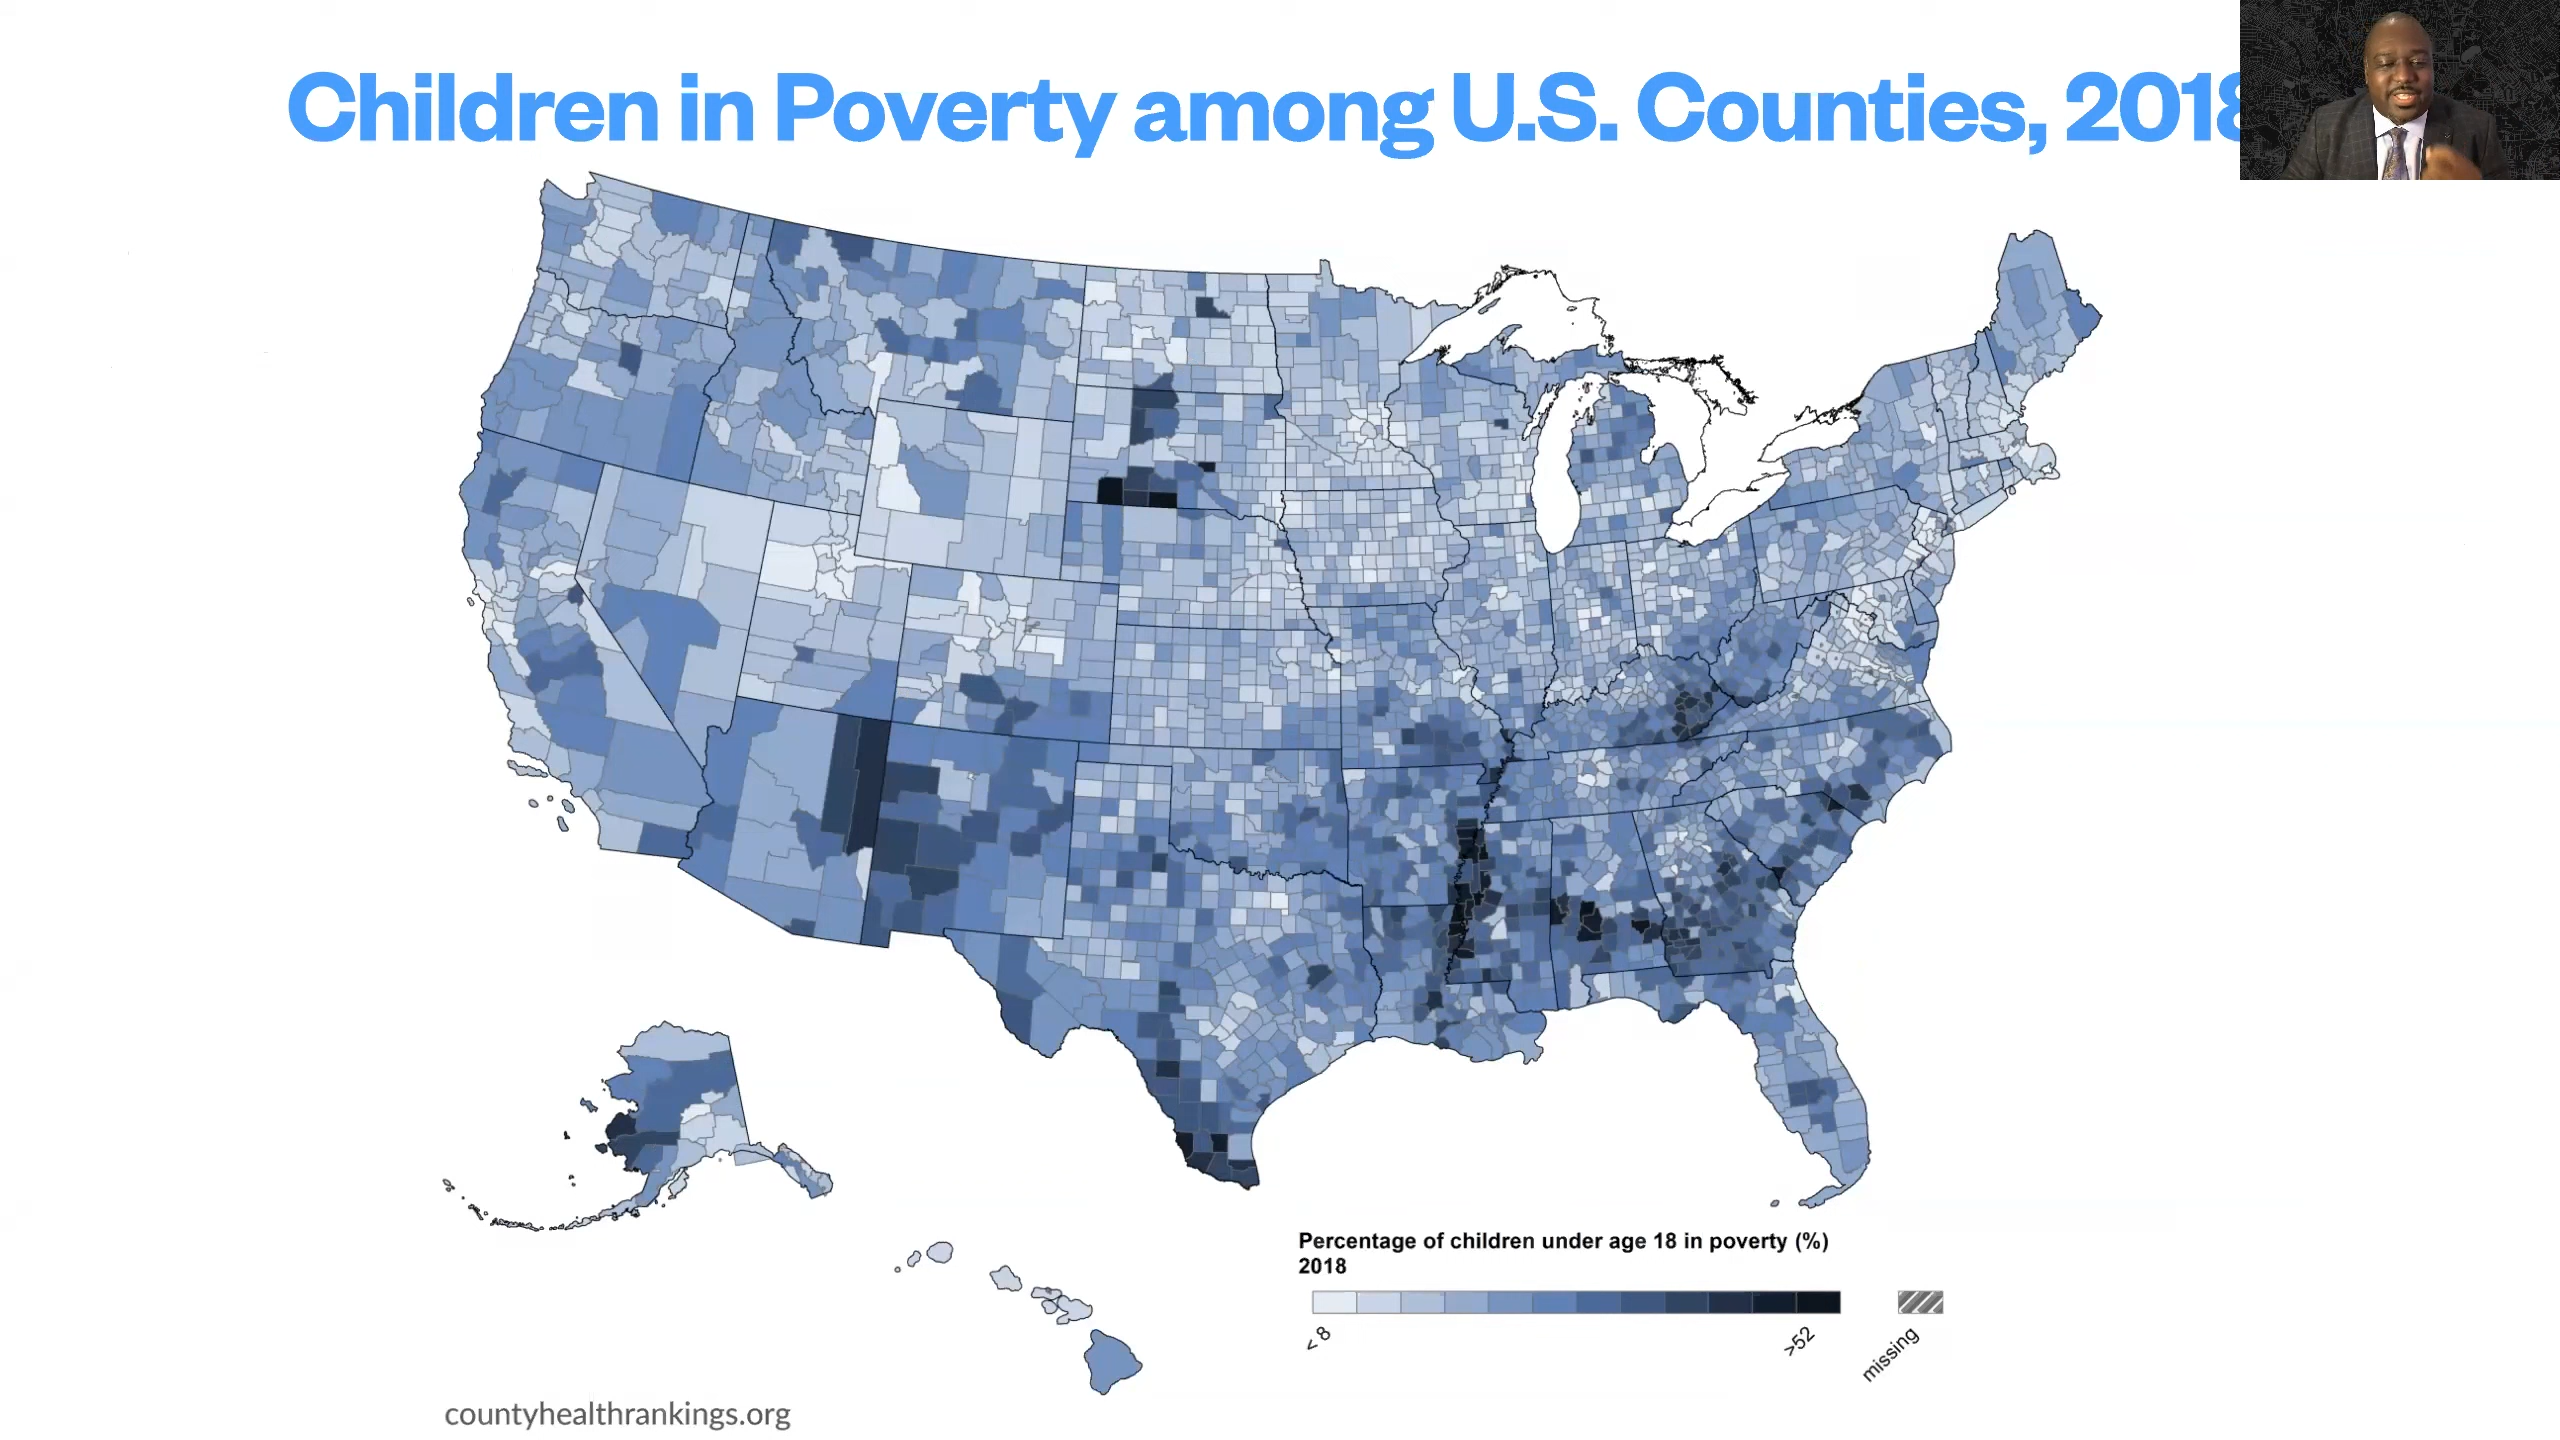 Children in Poverty among U.S. Counties, 2018
Percentage of children under age 18 in poverty (%)
2018
<8
>52
missing
countyhealthrankings.org